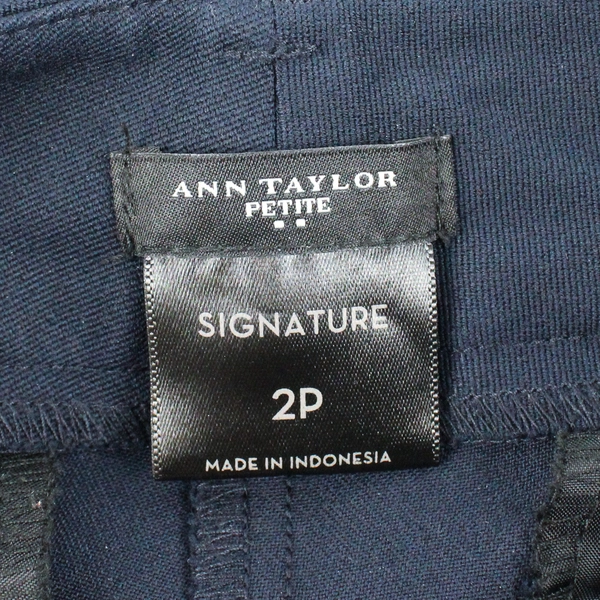 ANN TAYLOR
PETITE
SIGNATURE
2P
MADE IN INDONESIA